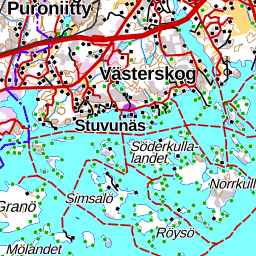 Puroniitty
Västerskog
Stuvunäs
Söderkulla-
landet
Norrkull
Simsalö
Granö
Röysö
Mölandet